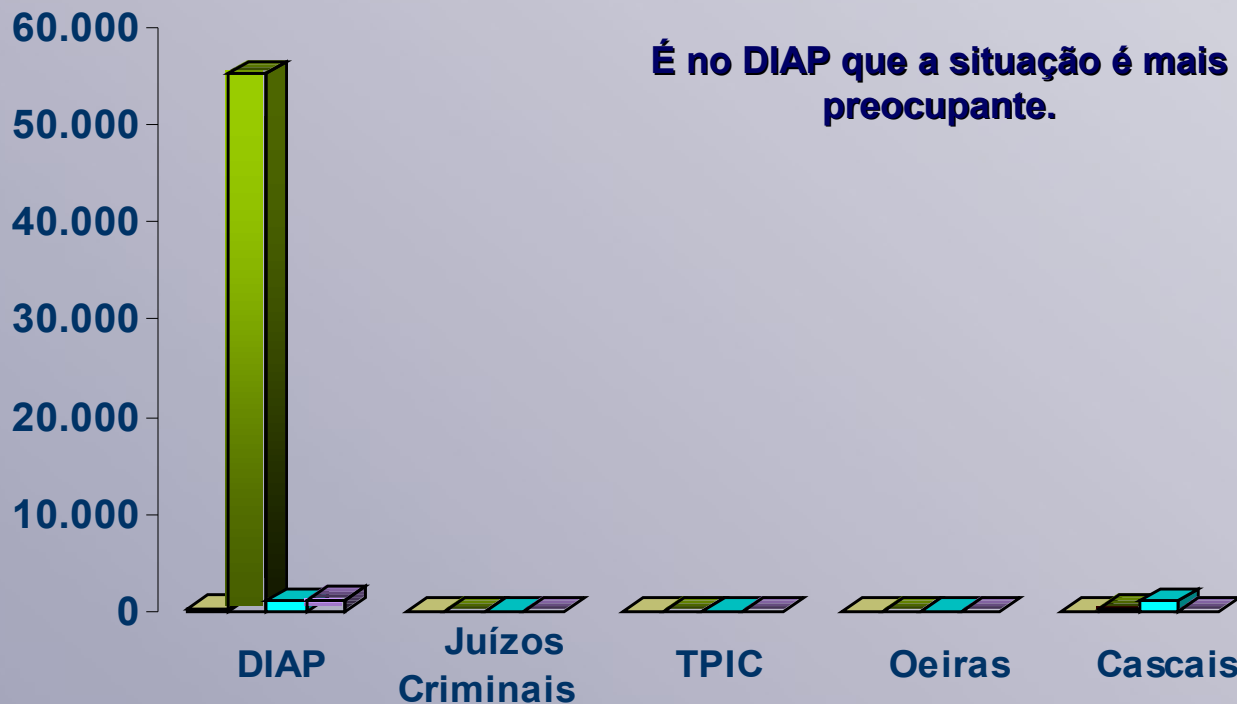 É no DIAP que a situação é mais
preocupante.
60.000
50.000
40.000
30.000
20.000
10.000
0
DIAP
Juízos
Criminais
TPIC
Oeiras
Cascais